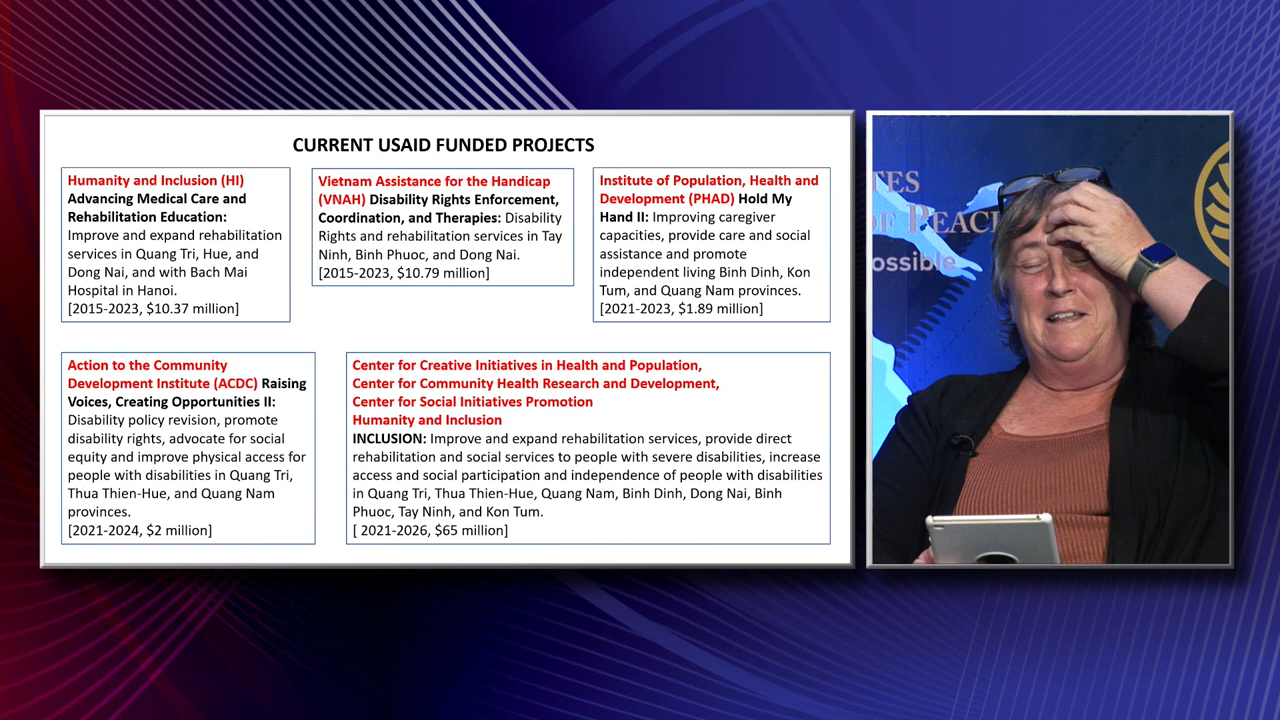 CURRENT USAID FUNDED PROJECTS
Humanity and Inclusion (HI)
Advancing Medical Care and
Rehabilitation Education:
Improve and expand rehabilitation
services in Quang Tri, Hue, and
Dong Nai, and with Bach Mai
Hospital in Hanoi.
[2015-2023, $10.37 million]
Vietnam Assistance for the Handicap
(VNAH) Disability Rights Enforcement,
Coordination, and Therapies: Disability
Rights and rehabilitation services in Tay
Ninh, Binh Phuoc, and Dong Nai.
[2015-2023, $10.79 million]
Institute of Population, Health and
Development (PHAD) Hold My
Hand II: Improving caregiver
capacities, provide care and social
assistance and promote
independent living Binh Dinh, Kon
Tum, and Quang Nam provinces.
[2021-2023, $1.89 million]
Action to the Community
Development Institute (ACDC) Raising
Voices, Creating Opportunities II:
Disability policy revision, promote
disability rights, advocate for social
equity and improve physical access for
people with disabilities in Quang Tri,
Thua Thien-Hue, and Quang Nam
provinces.
[2021-2024, $2 million]
Center for Creative Initiatives in Health and Population,
Center for Community Health Research and Development,
Center for Social Initiatives Promotion
Humanity and Inclusion
INCLUSION: Improve and expand rehabilitation services, provide direct
rehabilitation and social services to people with severe disabilities, increase
access and social participation and independence of people with disabilities
in Quang Tri, Thua Thien-Hue, Quang Nam, Binh Dinh, Dong Nai, Binh
Phuoc, Tay Ninh, and Kon Tum.
[ 2021-2026, $65 million]
TES
OF PEAC
ossible